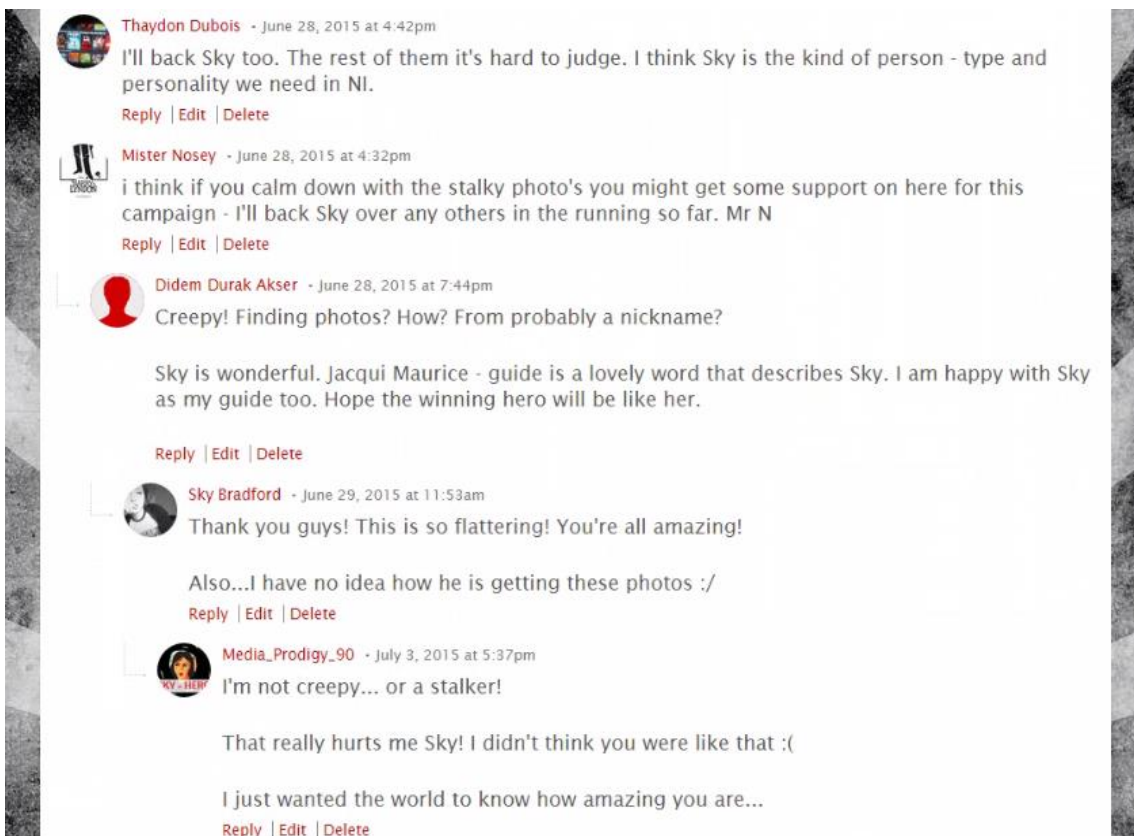 Thaydon Dubois - June 28, 2015 at 4:42pm
I'll back Sky too. The rest of them it's hard to judge. I think Sky is the kind of person - type and
personality we need in NI.
Reply | Edit | Delete
Mister Nosey - June 28, 2015 at 4:32pm
i think if you calm down with the stalky photo's you might get some support on here for this
campaign - I'll back Sky over any others in the running so far. Mr N
Reply | Edit | Delete
Didem Durak Akser - June 28, 2015 at 7:44pm
Creepy! Finding photos? How? From probably a nickname?
Sky is wonderful. Jacqui Maurice - guide is a lovely word that describes Sky. I am happy with Sky
as my guide too. Hope the winning hero will be like her.
Reply | Edit | Delete
Sky Bradford - June 29, 2015 at 11:53am
Thank you guys! This is so flattering! You're all amazing!
Also...I have no idea how he is getting these photos :/
Reply | Edit | Delete
Media_Prodigy_90 - July 3, 2015 at 5:37pm
I'm not creepy... or a stalker!
That really hurts me Sky! I didn't think you were like that :(
I just wanted the world to know how amazing you are...
Reply | Edit | Delete